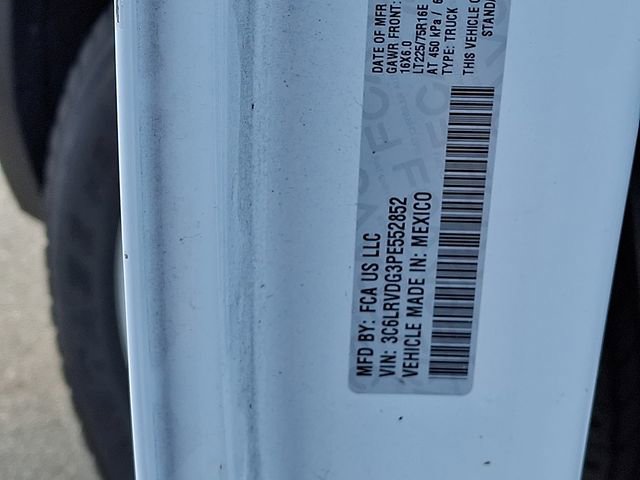 MFD BY: FCA US LLC
VIN: 3C6LRVDG3PE552852
VEHICLE MADE IN: MEXICO
DATE OF MFR
GAWR FRONT:
16X6.0
LT225/75R16E
AT 450 kPa /
TYPE: TRUCK
THIS VEHICLE
STANDA